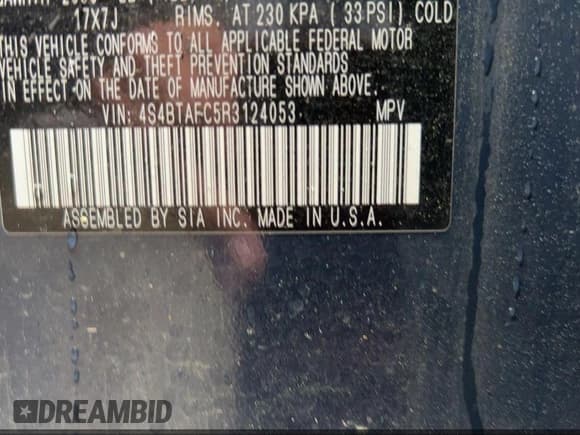 17X7J RIMS, AT 230 KPA ( 33 PSI) COLD
THIS VEHICLE CONFORMS TO ALL APPLICABLE FEDERAL MOTOR
VEHICLE SAFETY AND THEFT PREVENTION STANDARDS
IN EFFECT ON THE DATE OF MANUFACTURE SHOWN ABOVE.
VIN: 4S4BTAFC5R3124053 MPV
ASSEMBLED BY SIA INC. MADE IN U.S.A.
DREAMBID